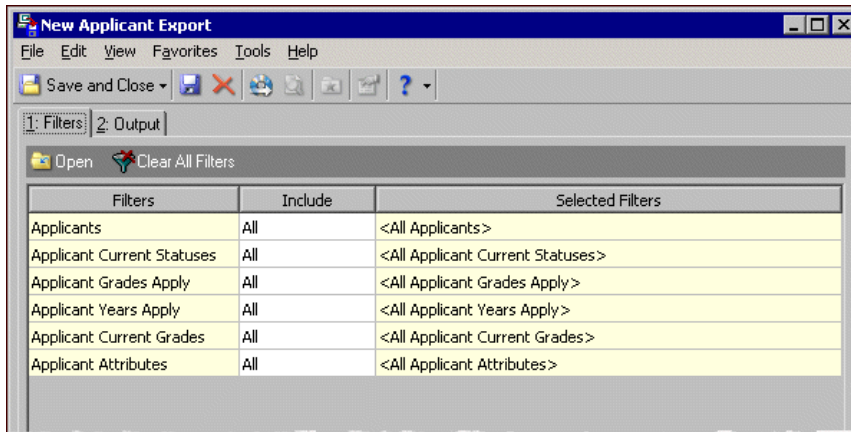 New Applicant Export
File Edit View Favorites Tools Help
Save and Close ?
1: Filters 2: Output
Open Clear All Filters
Filters Include Selected Filters
Applicants All <All Applicants>
Applicant Current Statuses All <All Applicant Current Statuses>
Applicant Grades Apply All <All Applicant Grades Apply>
Applicant Years Apply All <All Applicant Years Apply>
Applicant Current Grades All <All Applicant Current Grades>
Applicant Attributes All <All Applicant Attributes>